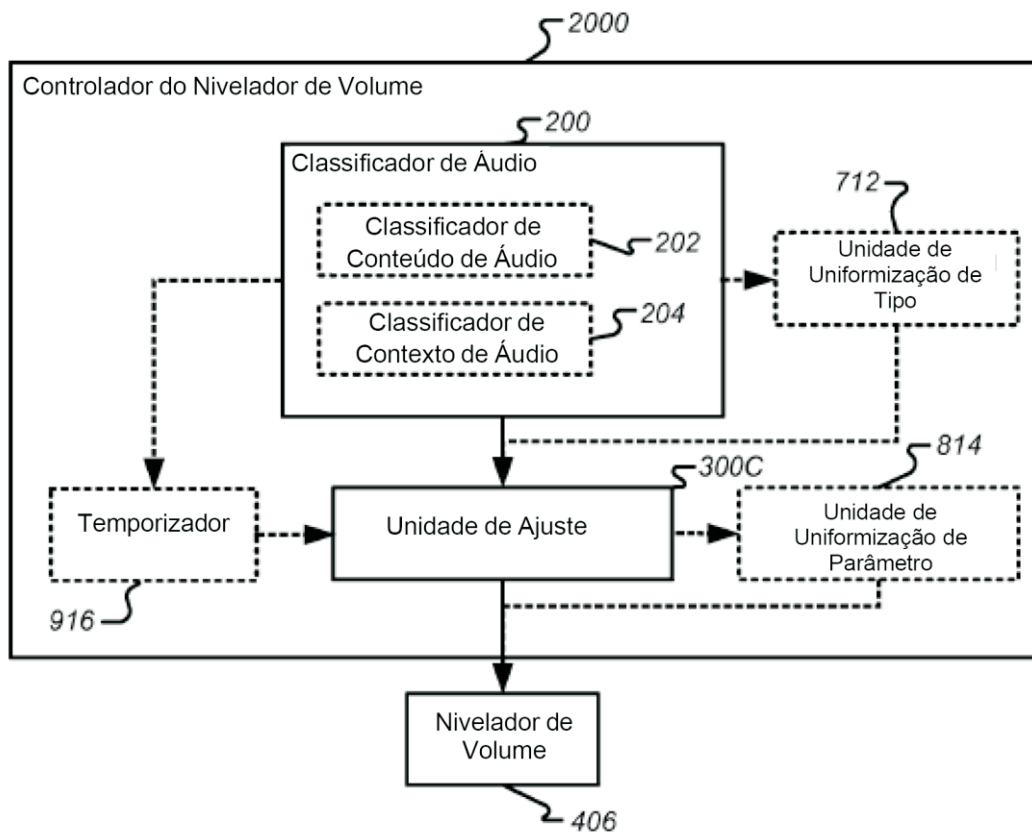 2000
Controlador do Nivelador de Volume
200
Classificador de Áudio
712
Classificador de
Conteúdo de Áudio
202
Unidade de
Uniformização de
Tipo
Classificador de
Contexto de Áudio
204
814
300C
Temporizador
Unidade de Ajuste
Unidade de
Uniformização de
Parâmetro
916
Nivelador de
Volume
406